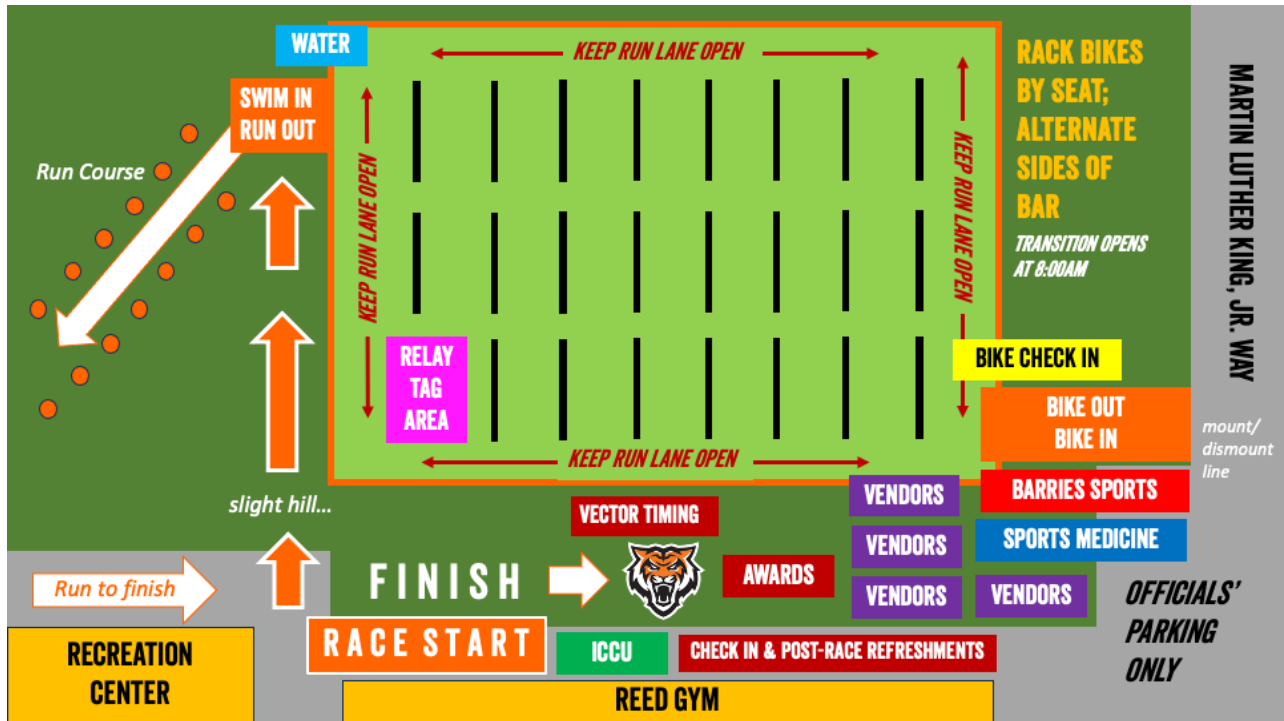 WATER
KEEP RUN LANE OPEN
RACK BIKES
BY SEAT;
ALTERNATE
SIDES OF
BAR
TRANSITION OPENS
AT 8:00AM
MARTIN LUTHER KING, JR. WAY
SWIM IN
RUN OUT
Run Course
KEEP RUN LANE OPEN
KEEP RUN LANE OPEN
RELAY
TAG
AREA
BIKE CHECK IN
BIKE OUT
BIKE IN
mount/
dismount
line
KEEP RUN LANE OPEN
slight hill...
VECTOR TIMING
VENDORS
BARRIES SPORTS
VENDORS
SPORTS MEDICINE
Run to finish
FINISH
AWARDS
VENDORS
VENDORS
OFFICIALS'
PARKING
ONLY
RACE START
ICCU
CHECK IN & POST-RACE REFRESHMENTS
RECREATION
CENTER
REED GYM